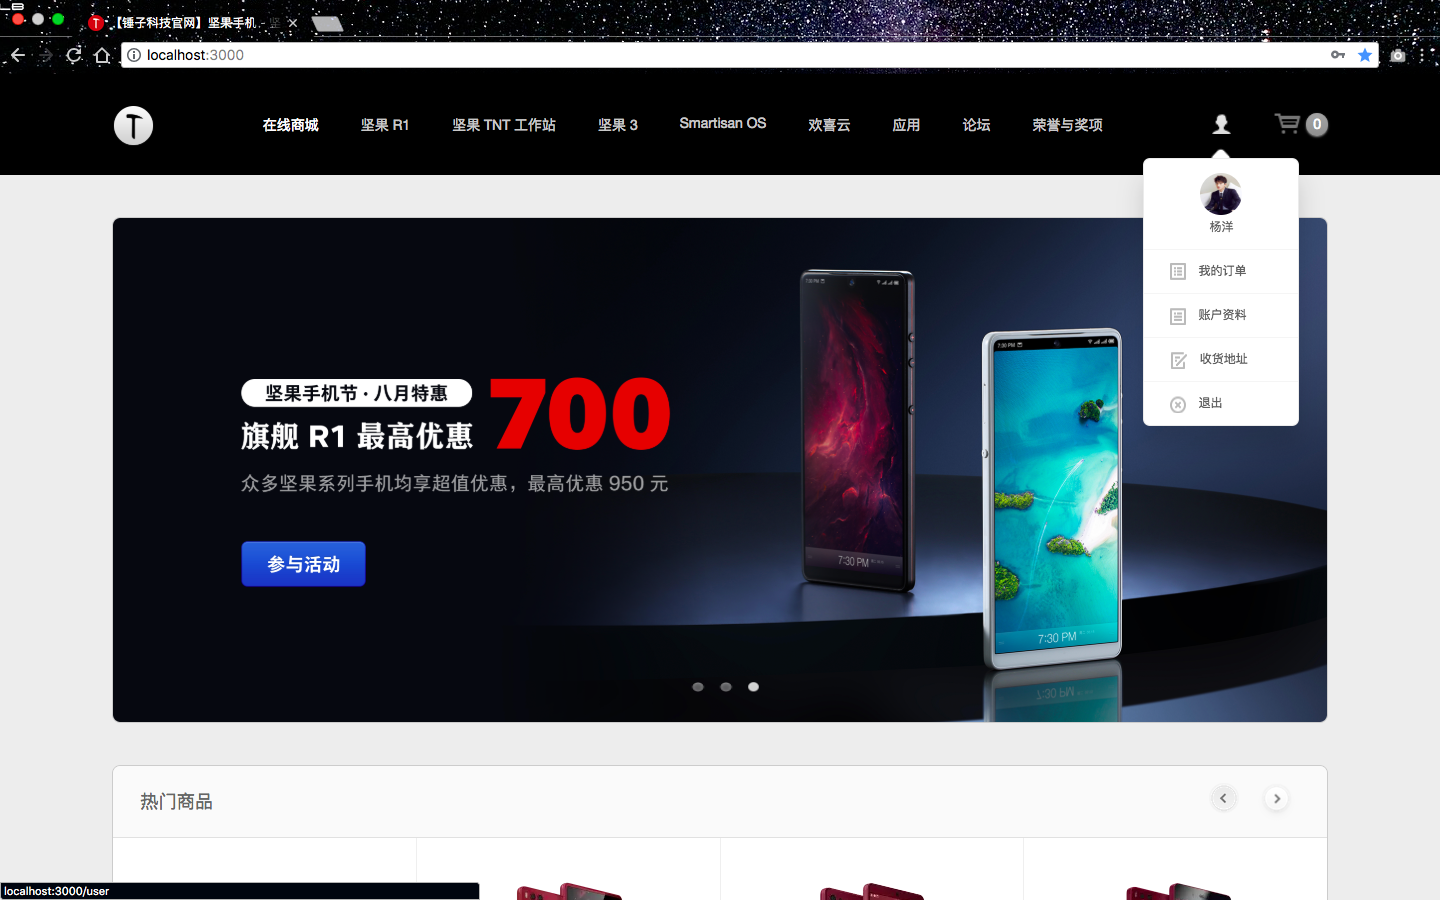 【锤子科技官网】坚果手机 - 坚
localhost:3000
在线商城
坚果 R1
坚果 TNT 工作站
坚果 3
Smartisan OS
欢喜云
应用
论坛
荣誉与奖项
0
杨洋
我的订单
账户资料
收货地址
退出
坚果手机节·八月特惠
旗舰 R1 最高优惠 700
众多坚果系列手机均享超值优惠，最高优惠 950 元
参与活动
7:30 PM
7:30 PM
7:30 PM
热门商品
localhost:3000/user